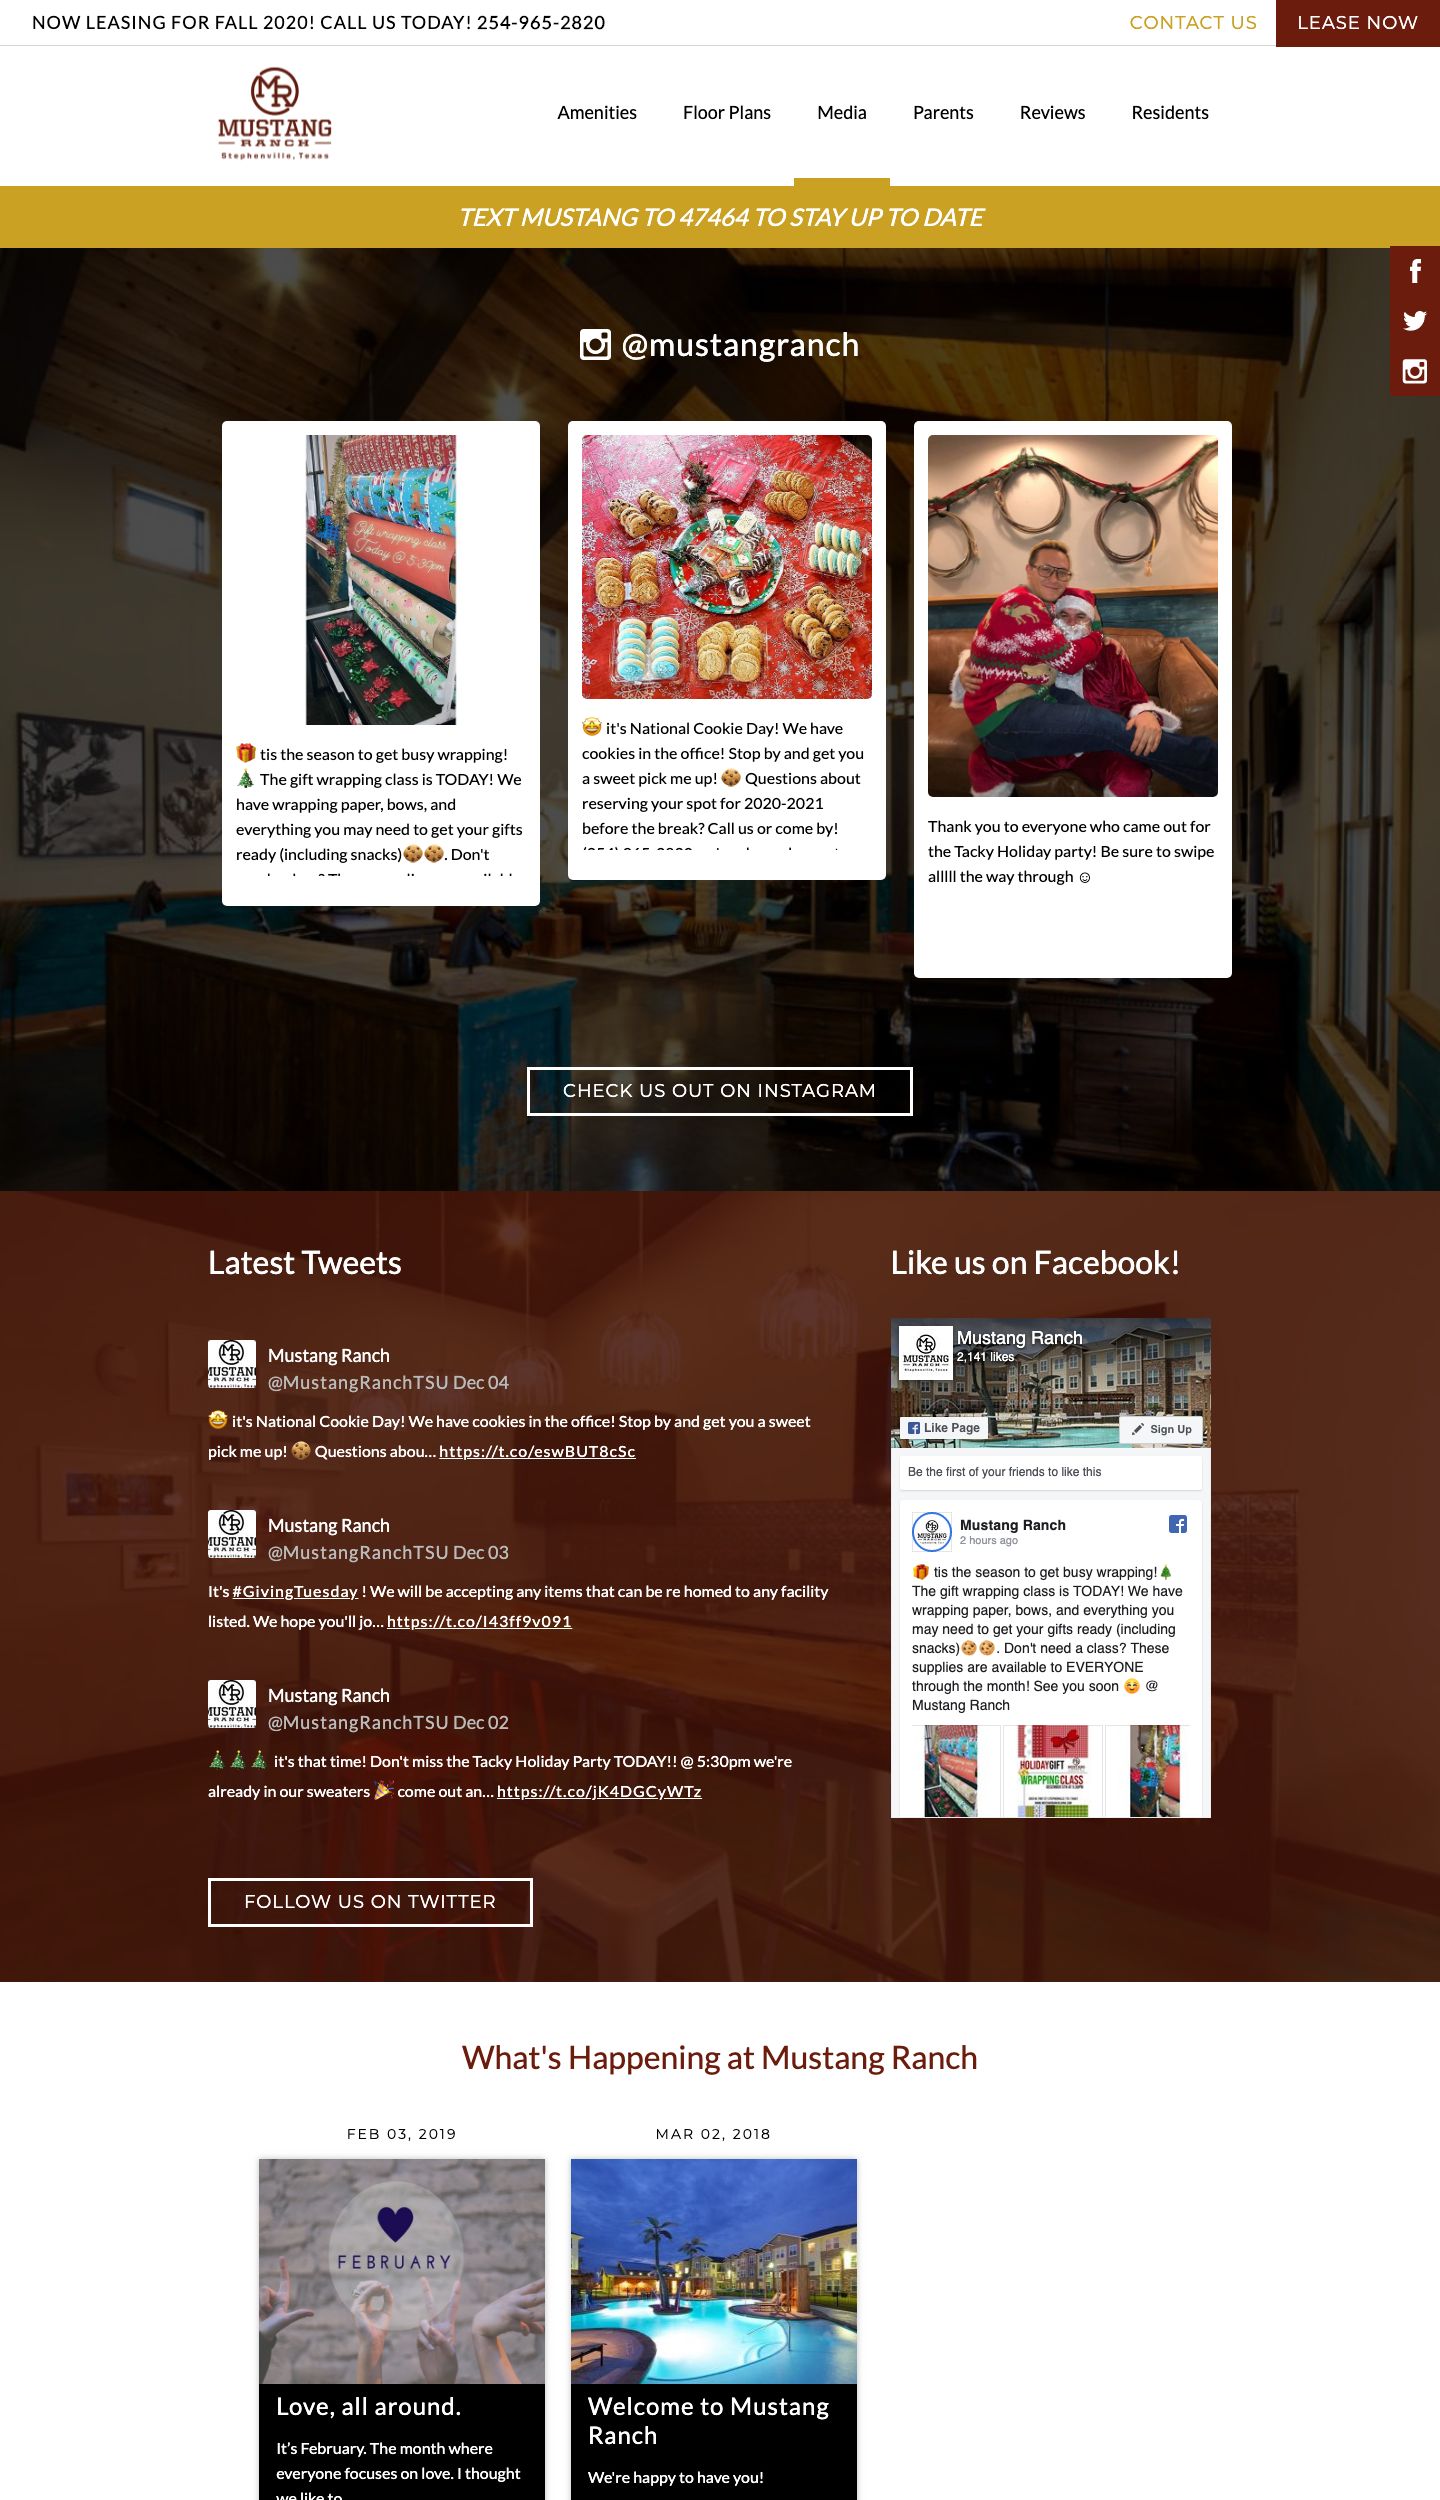 NOW LEASING FOR FALL 2020! CALL US TODAY! 254-965-2820
CONTACT US
LEASE NOW
MR
MUSTANG
RANCH
Stephenville, Texas
Amenities
Floor Plans
Media
Parents
Reviews
Residents
TEXT MUSTANG TO 47464 TO STAY UP TO DATE
@mustangranch
Gift wrapping class
Today @ 5:30pm
🎁 tis the season to get busy wrapping!
🎄 The gift wrapping class is TODAY! We
have wrapping paper, bows, and
everything you may need to get your gifts
ready (including snacks)🍪🍪. Don't
🤩 it's National Cookie Day! We have
cookies in the office! Stop by and get you
a sweet pick me up! 🍪 Questions about
reserving your spot for 2020-2021
before the break? Call us or come by!
Thank you to everyone who came out for
the Tacky Holiday party! Be sure to swipe
alllll the way through ☺
CHECK US OUT ON INSTAGRAM
Latest Tweets
Mustang Ranch
@MustangRanchTSU Dec 04
🤩 it's National Cookie Day! We have cookies in the office! Stop by and get you a sweet
pick me up! 🍪 Questions abou… https://t.co/eswBUT8cSc
Mustang Ranch
@MustangRanchTSU Dec 03
It's #GivingTuesday ! We will be accepting any items that can be re homed to any facility
listed. We hope you'll jo… https://t.co/I43ff9v091
Mustang Ranch
@MustangRanchTSU Dec 02
🎄🎄🎄 it's that time! Don't miss the Tacky Holiday Party TODAY!! @ 5:30pm we're
already in our sweaters 🎉 come out an… https://t.co/jK4DGCyWTz
FOLLOW US ON TWITTER
Like us on Facebook!
MR
MUSTANG
RANCH
Stephenville, Texas
Mustang Ranch
2,141 likes
Like Page
Sign Up
Be the first of your friends to like this
Mustang Ranch
2 hours ago
🎁 tis the season to get busy wrapping!🎄
The gift wrapping class is TODAY! We have
wrapping paper, bows, and everything you
may need to get your gifts ready (including
snacks)🍪🍪. Don't need a class? These
supplies are available to EVERYONE
through the month! See you soon ☺️ @
Mustang Ranch
HOLIDAY GIFT
WRAPPING CLASS
What's Happening at Mustang Ranch
FEB 03, 2019
FEBRUARY
Love, all around.
It's February. The month where
everyone focuses on love. I thought
we like to
MAR 02, 2018
Welcome to Mustang
Ranch
We're happy to have you!